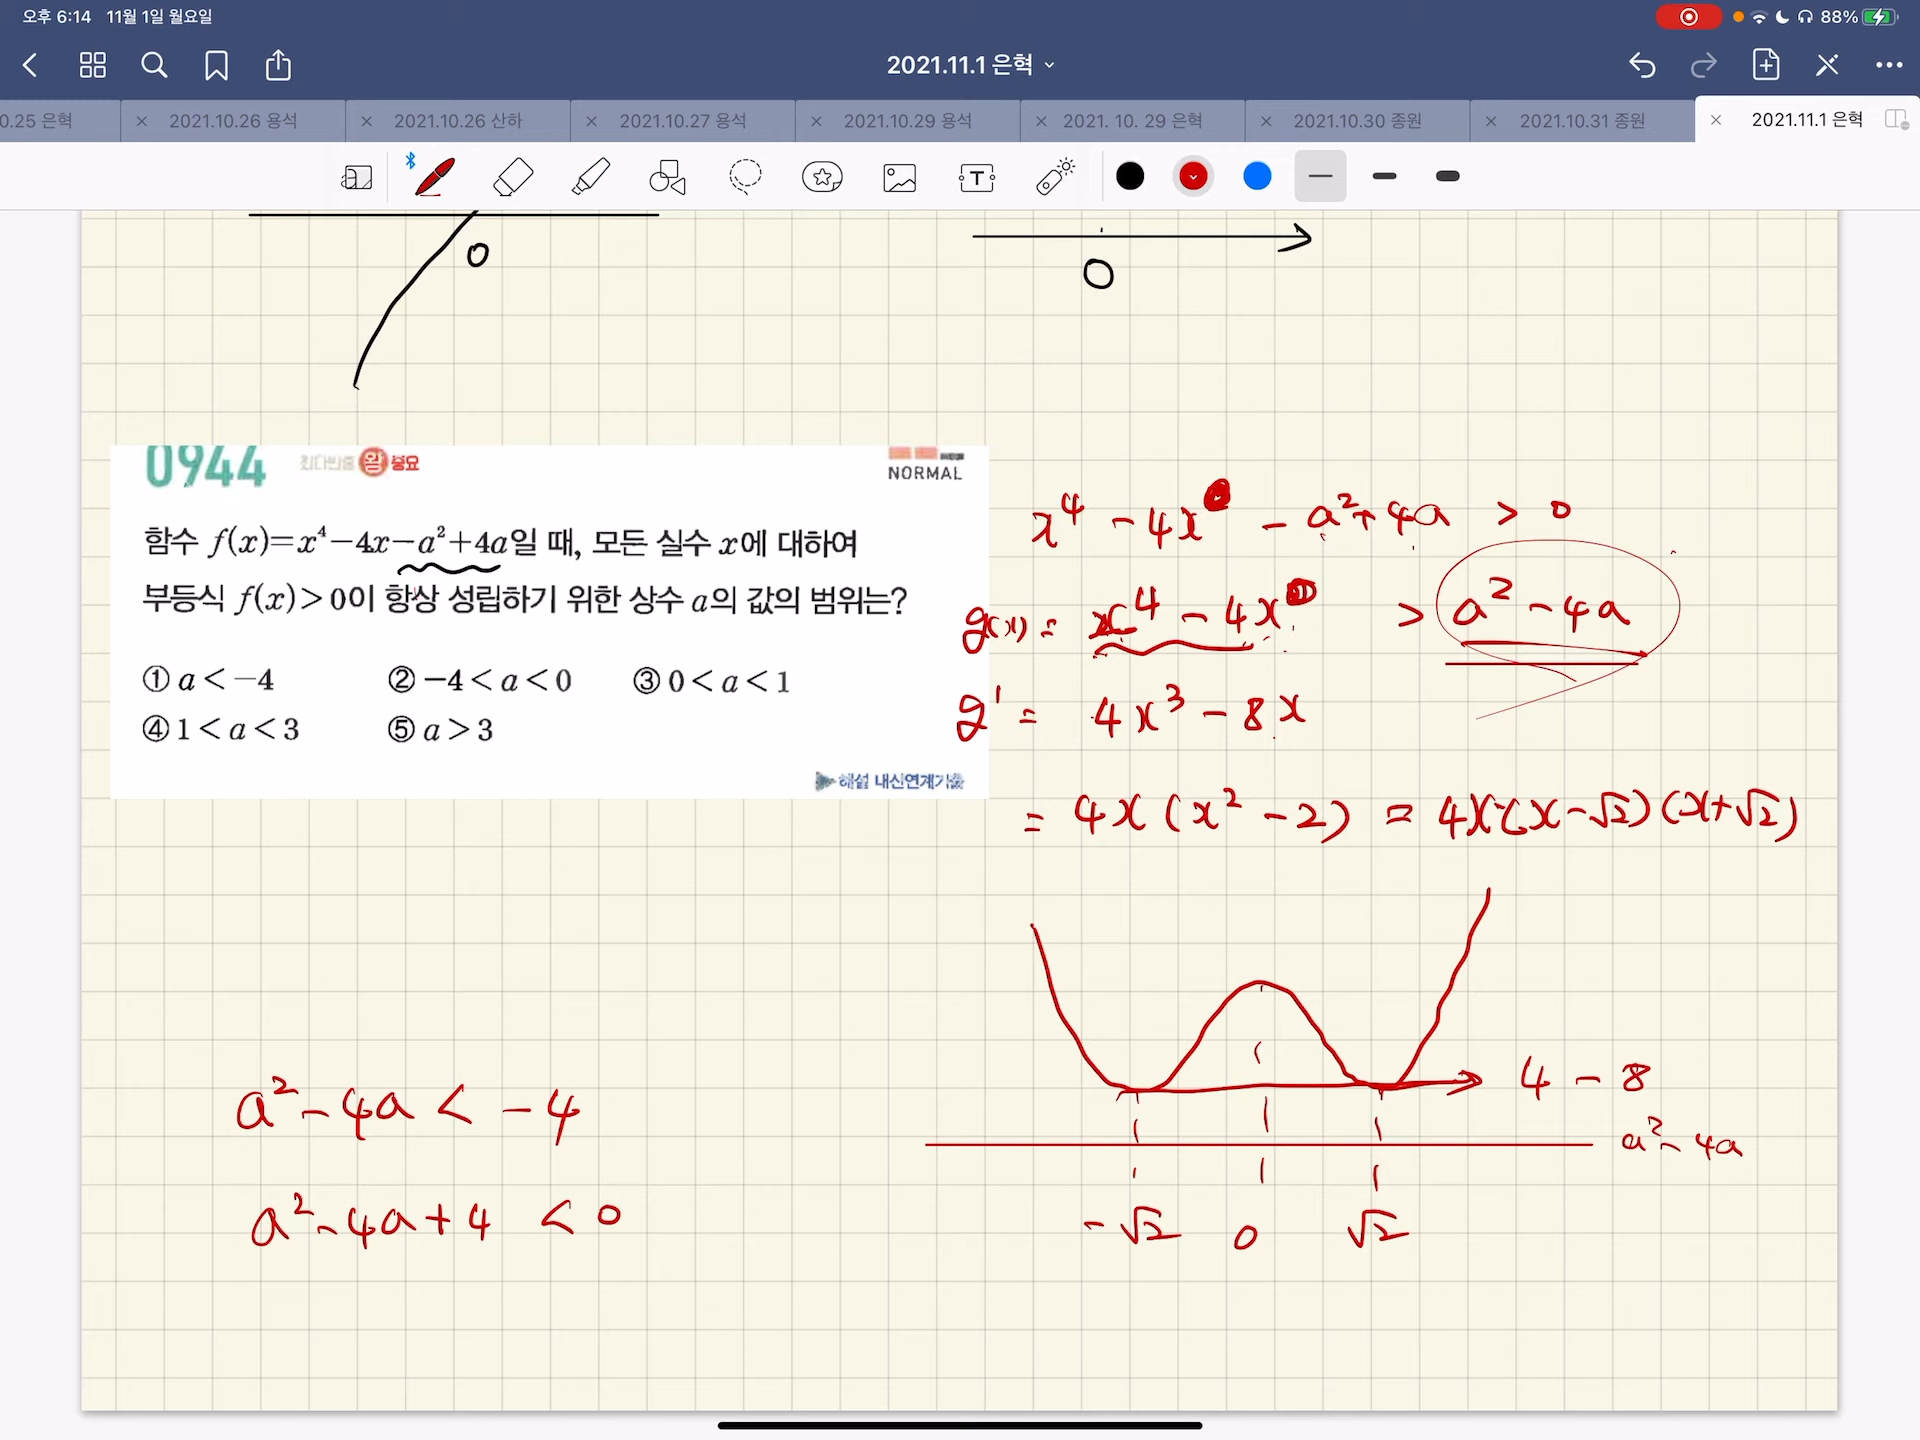 오후 6:14 11월 1일 월요일
88%
2021.11.1 은혁
0.25 은혁
2021.10.26 용석
2021.10.26 산하
2021.10.27 용석
2021.10.29 용석
2021. 10. 29 은혁
2021.10.30 종원
2021.10.31 종원
2021.11.1 은혁
0
0
0944 최다빈출 왕 중요
NORMAL
함수 f(x)=x⁴−4x−a²+4a일 때, 모든 실수 x에 대하여
부등식 f(x)>0이 항상 성립하기 위한 상수 a의 값의 범위는?
① a<−4 ② −4<a<0 ③ 0<a<1
④ 1<a<3 ⑤ a>3
▶해설 내신연계기출
x⁴ − 4x − a²+4a > 0
g(x) = x⁴ − 4x > a² − 4a
g' = 4x³ − 8x
= 4x(x² − 2) = 4x(x−√2)(x+√2)
4 − 8
a² − 4a
−√2 0 √2
a² − 4a < −4
a² − 4a + 4 < 0